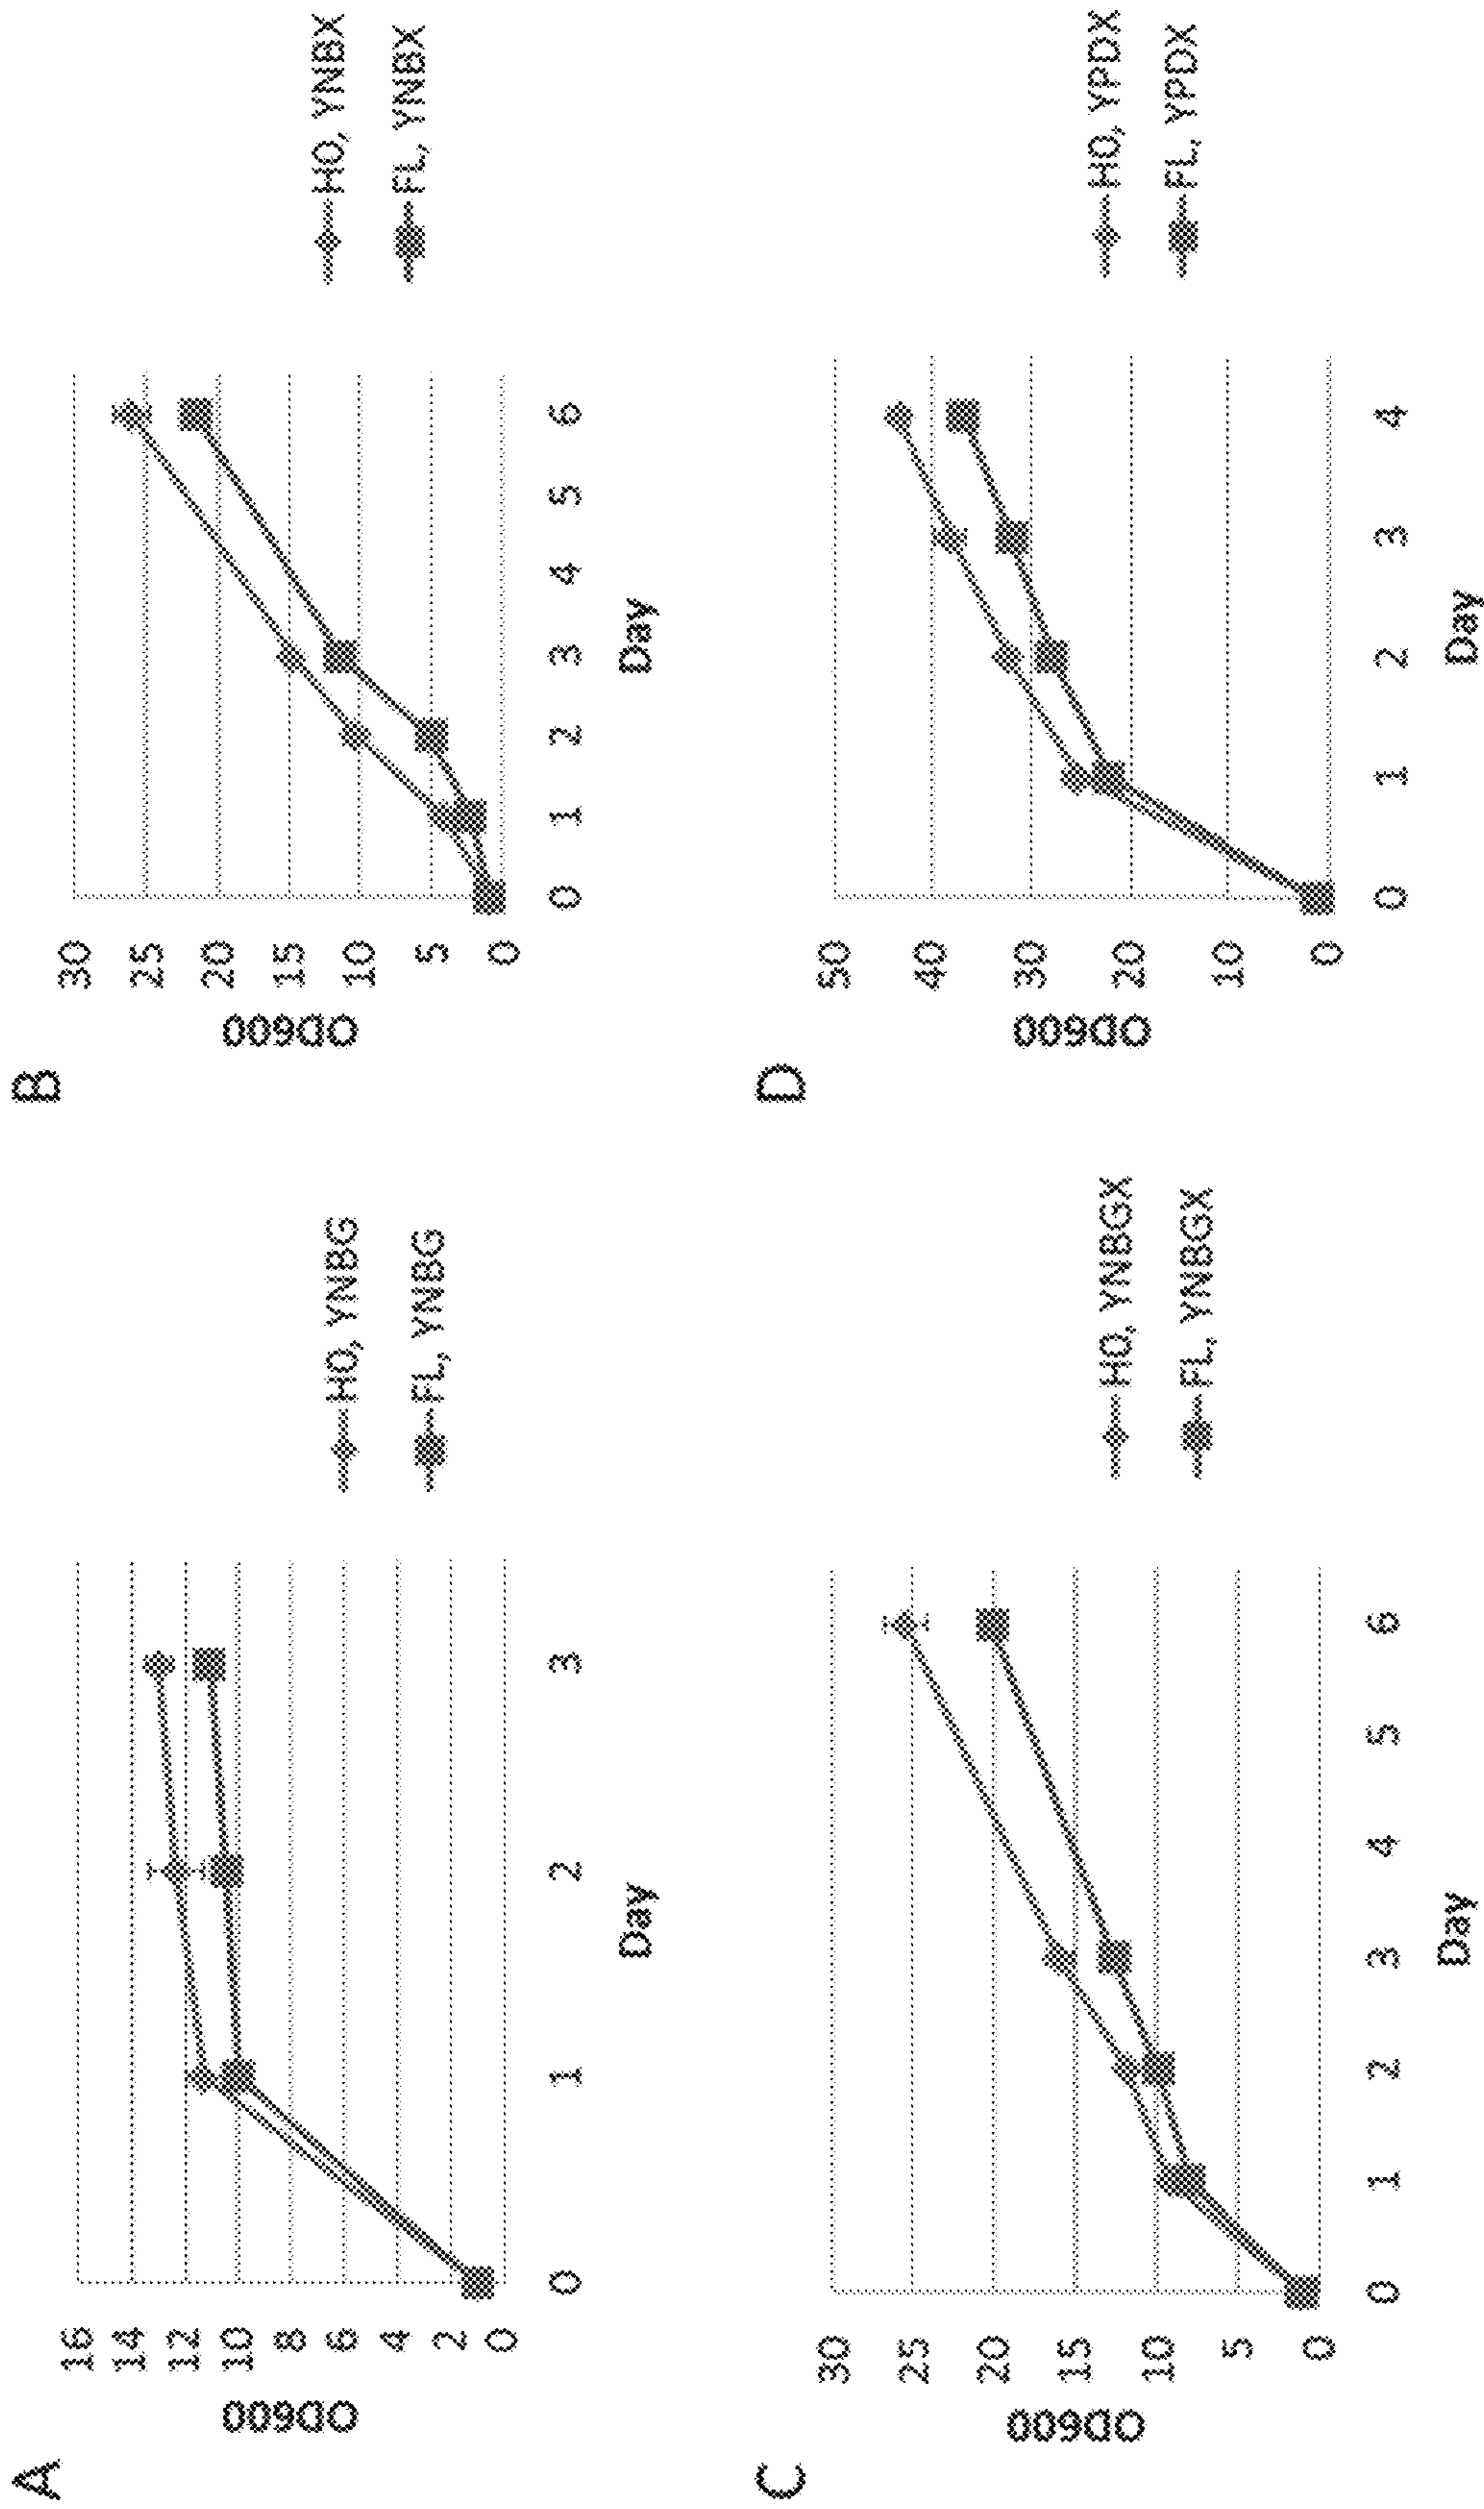 A
OD600
16
14
12
10
8
6
4
2
0
0 1 2 3
Day
HO, YNBG
FL, YNBG
B
OD600
30
25
20
15
10
5
0
0 1 2 3 4 5 6
Day
HO, YNBX
FL, YNBX
C
OD600
30
25
20
15
10
5
0
0 1 2 3 4 5 6
Day
HO, YNBGX
FL, YNBGX
D
OD600
50
40
30
20
10
0
0 1 2 3 4
Day
HO, YPDX
FL, YPDX